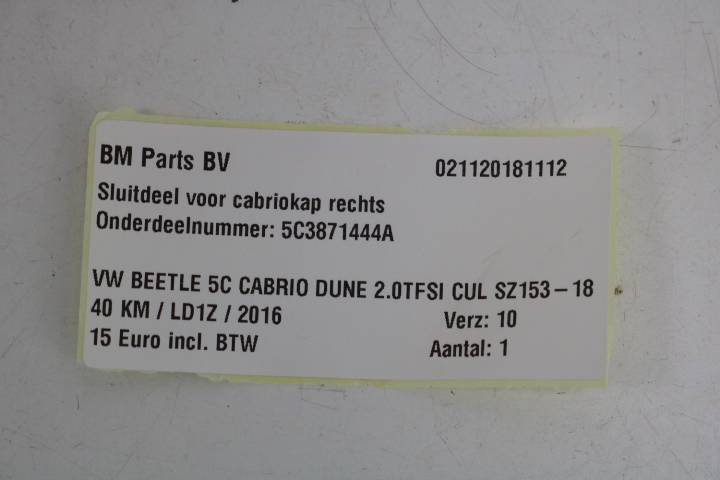 BM Parts BV 021120181112
Sluitdeel voor cabriokap rechts
Onderdeelnummer: 5C3871444A
VW BEETLE 5C CABRIO DUNE 2.0TFSI CUL SZ153-18
40 KM / LD1Z / 2016 Verz: 10
15 Euro incl. BTW Aantal: 1